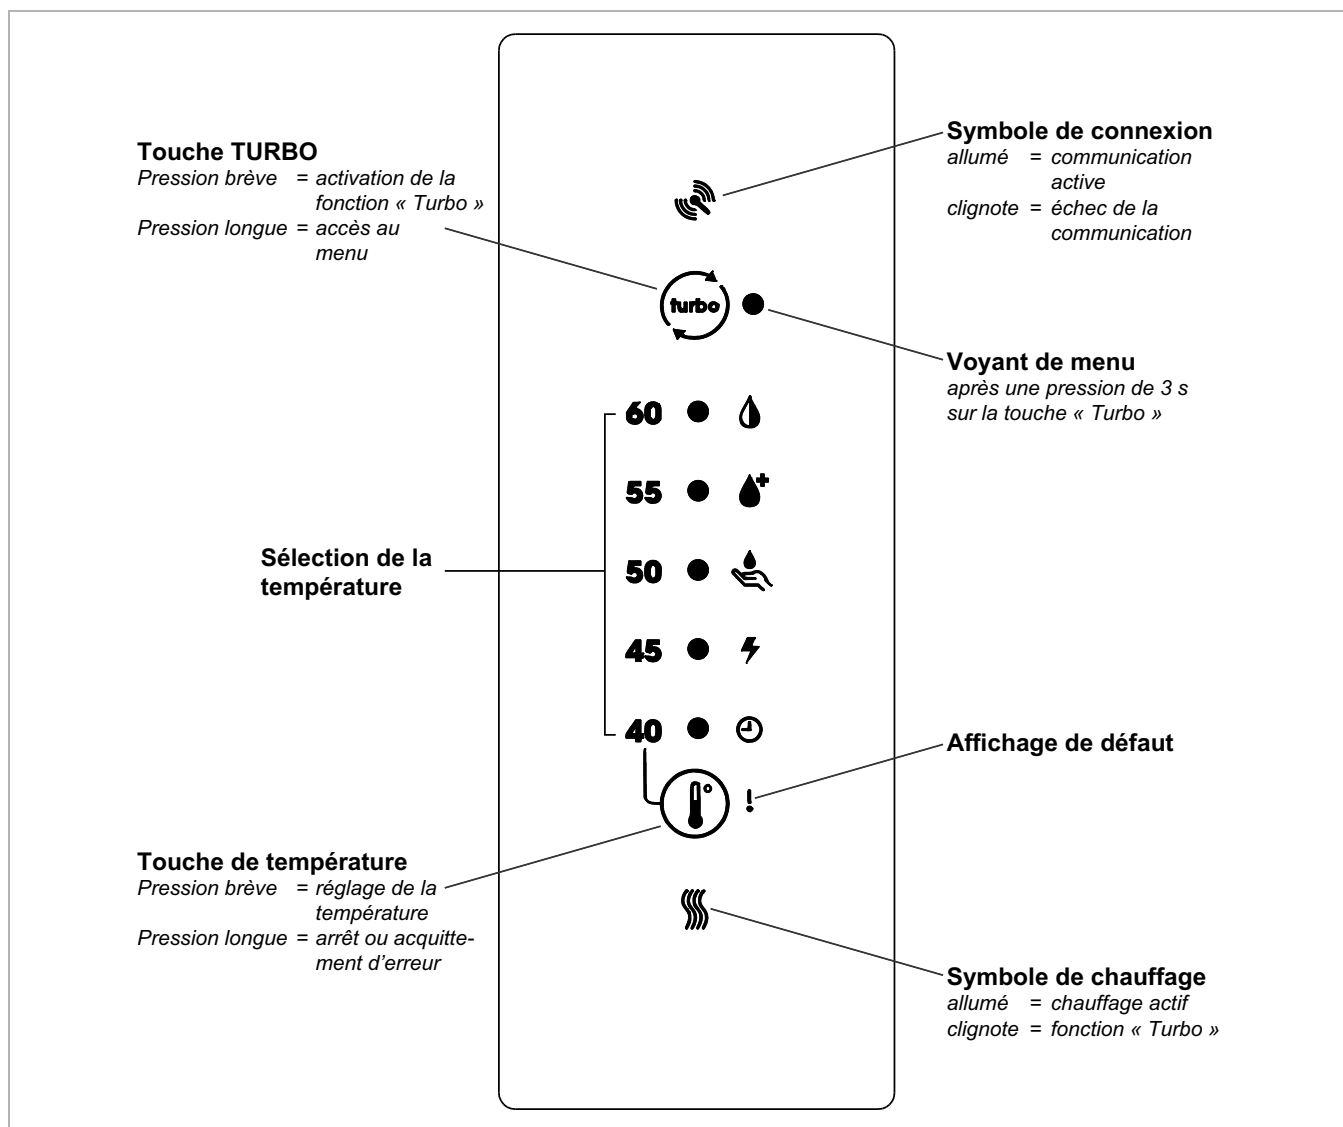 Touche TURBO
Pression brève = activation de la
fonction « Turbo »
Pression longue = accès au
menu
Symbole de connexion
allumé = communication
active
clignote = échec de la
communication
turbo
Voyant de menu
après une pression de 3 s
sur la touche « Turbo »
60
55
50
45
40
Sélection de la
température
Affichage de défaut
!
Touche de température
Pression brève = réglage de la
température
Pression longue = arrêt ou acquitte-
ment d'erreur
Symbole de chauffage
allumé = chauffage actif
clignote = fonction « Turbo »